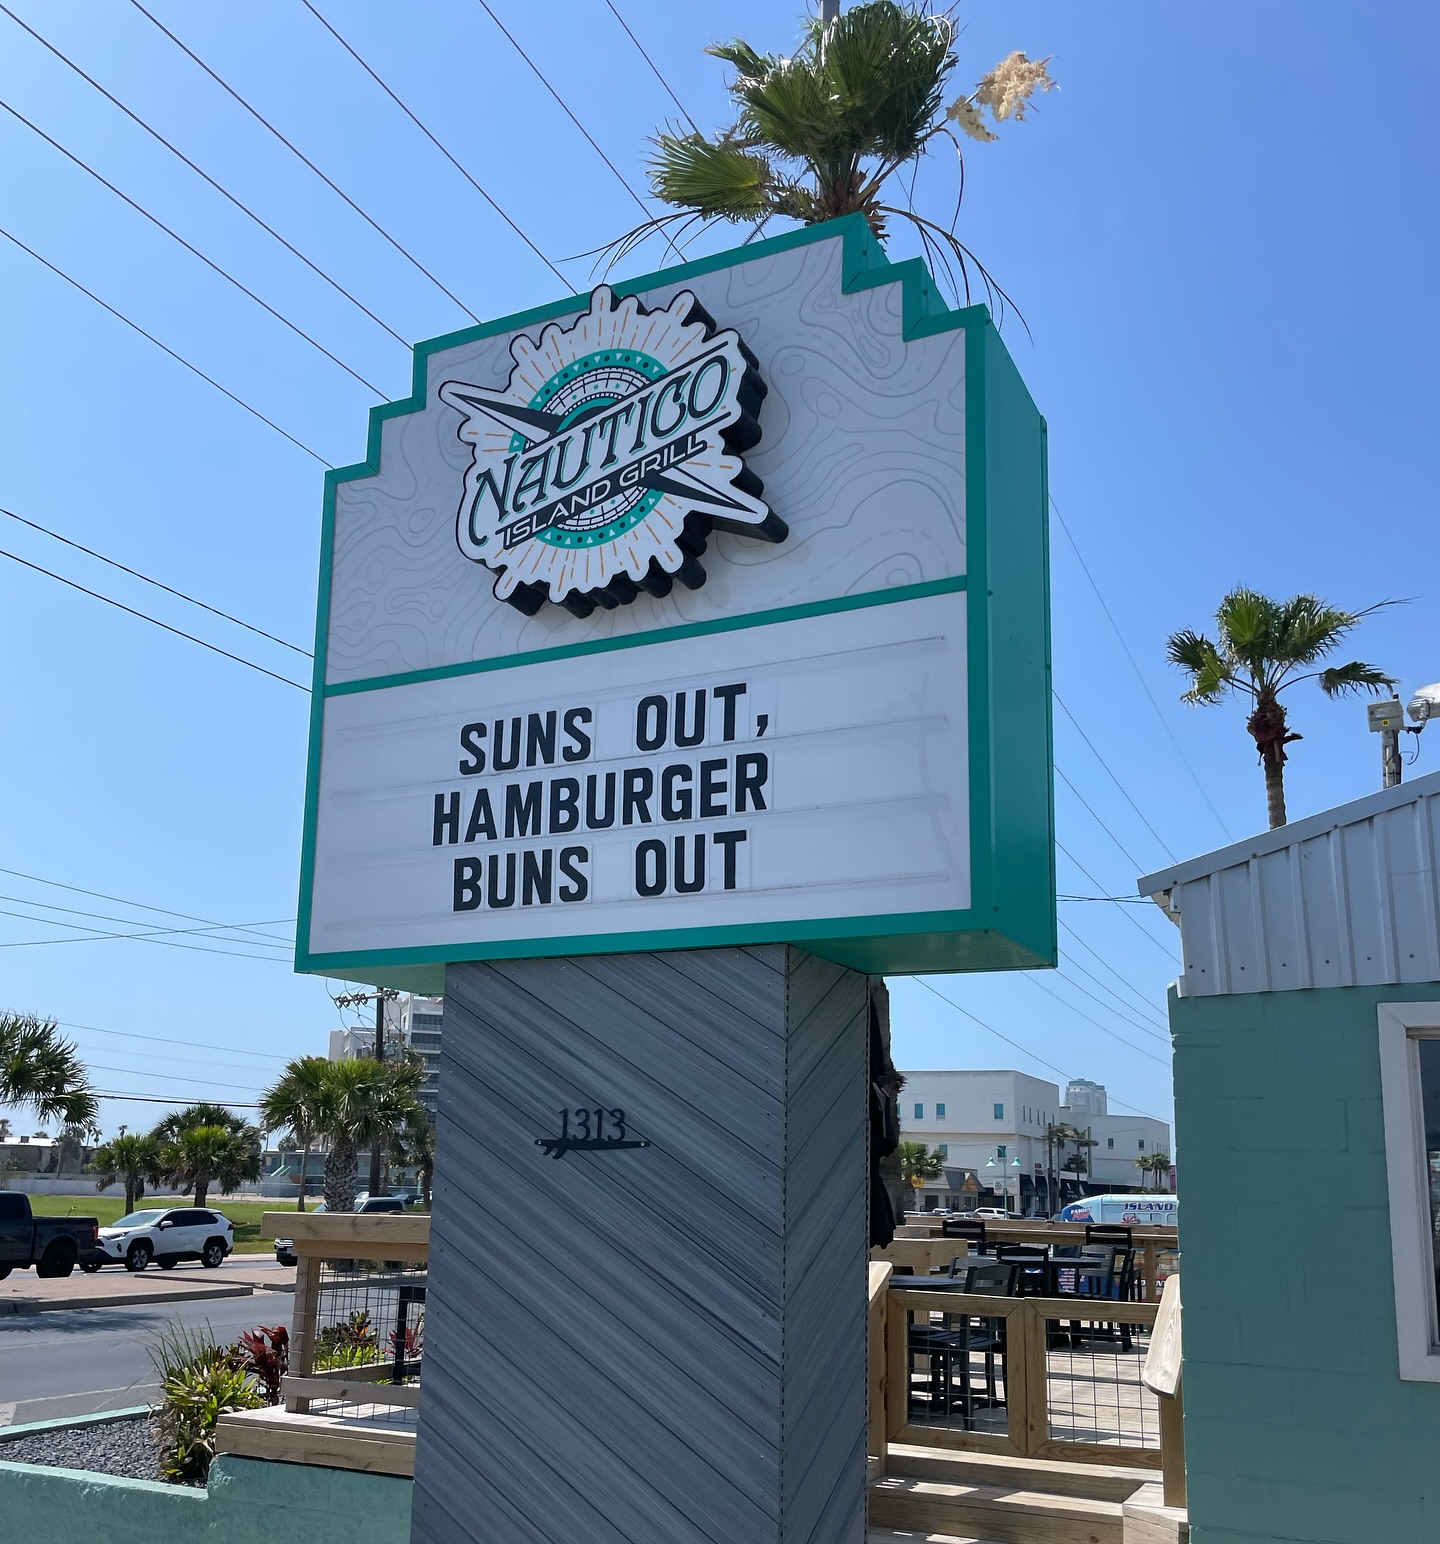 NAUTICO
ISLAND GRILL
SUNS OUT,
HAMBURGER
BUNS OUT
1313
ISLAND